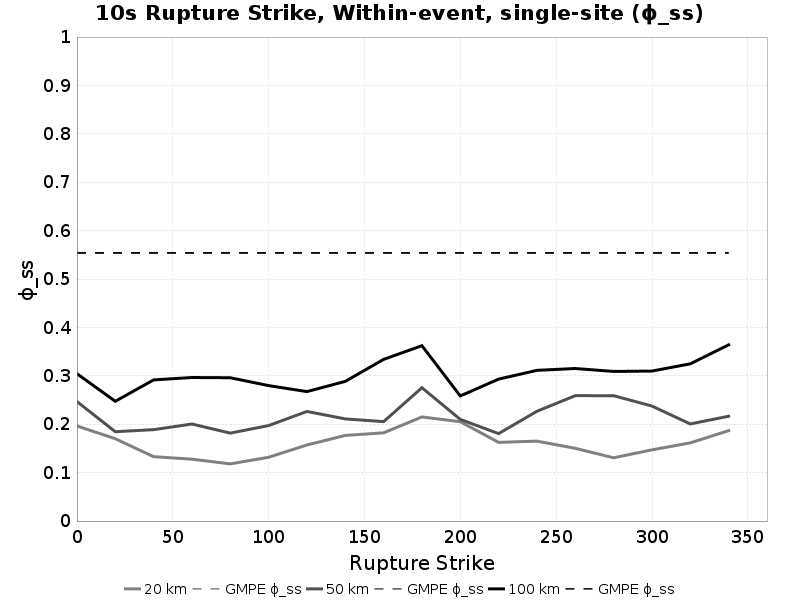 10s Rupture Strike, Within-event, single-site (ϕ_ss)
1
0.9
0.8
0.7
0.6
0.5
0.4
0.3
0.2
0.1
0
ϕ_ss
0 50 100 150 200 250 300 350
Rupture Strike
20 km GMPE ϕ_ss 50 km GMPE ϕ_ss 100 km GMPE ϕ_ss